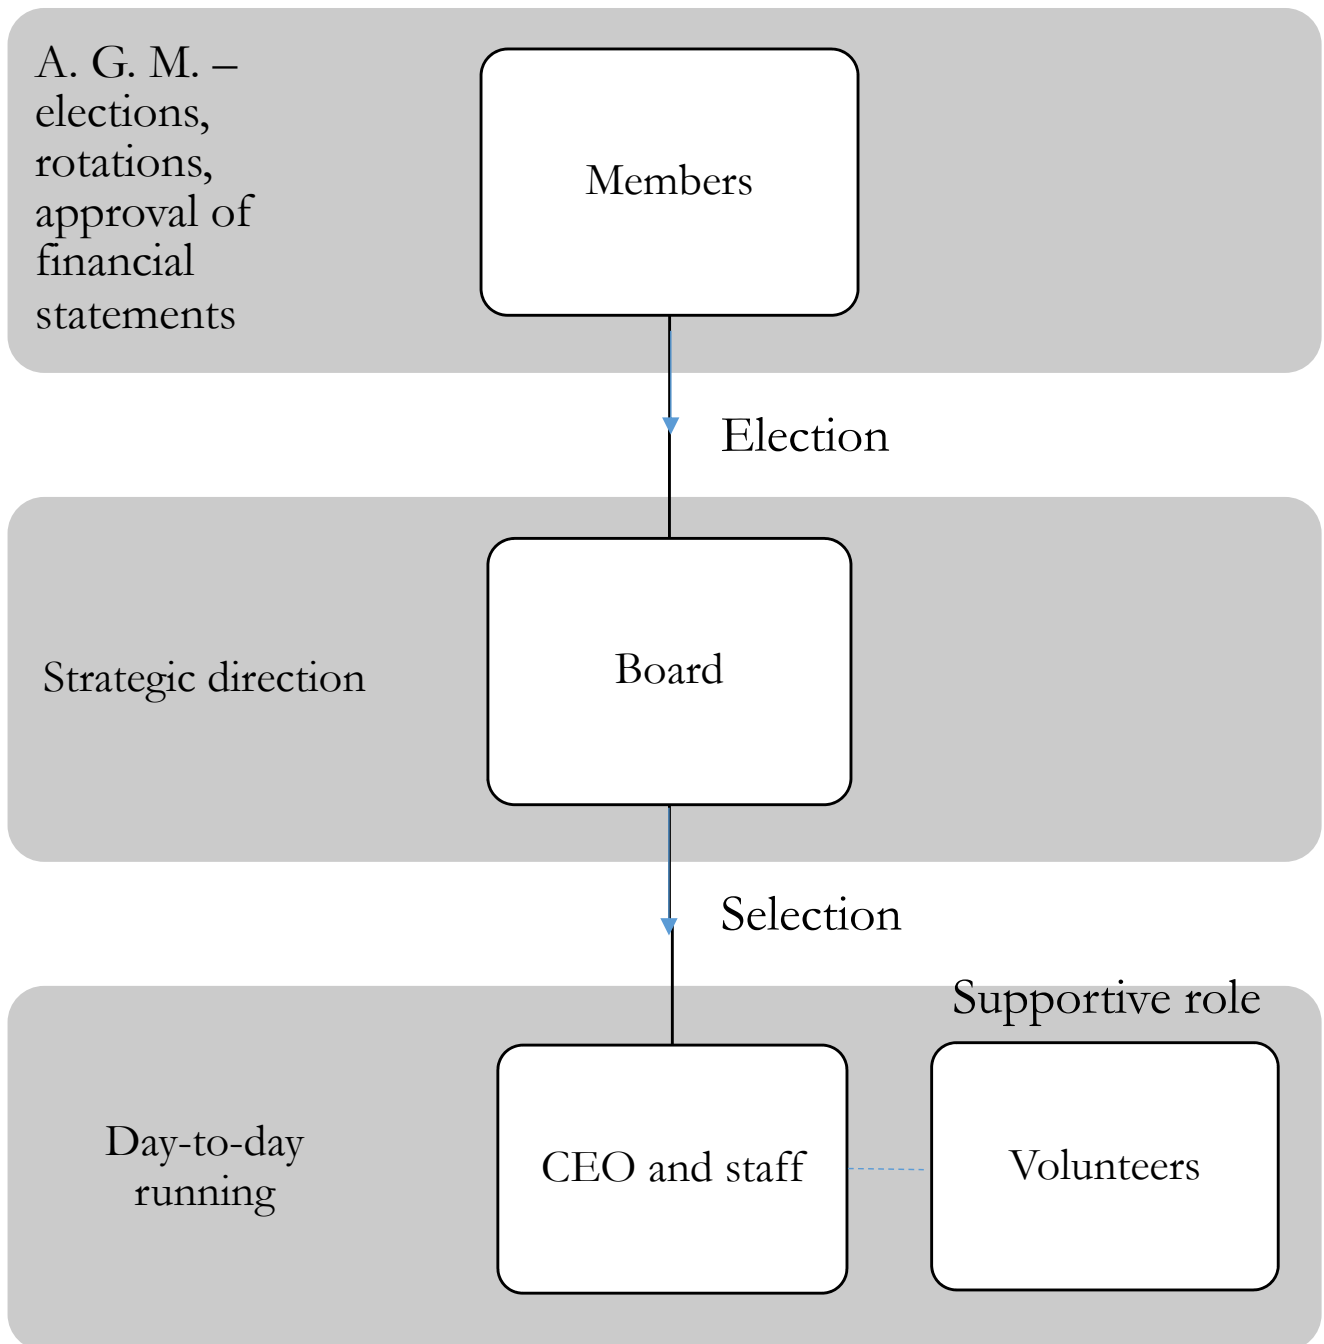 A. G. M. –
elections,
rotations,
approval of
financial
statements
Members
Election
Strategic direction
Board
Selection
Supportive role
Day-to-day
running
CEO and staff
Volunteers